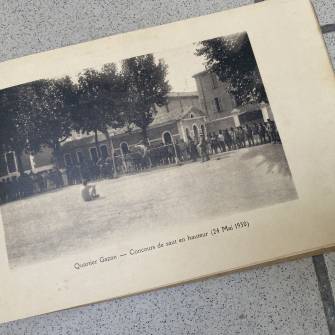 Quartier Gazan — Concours de saut en hauteur (24 Mai 1930)